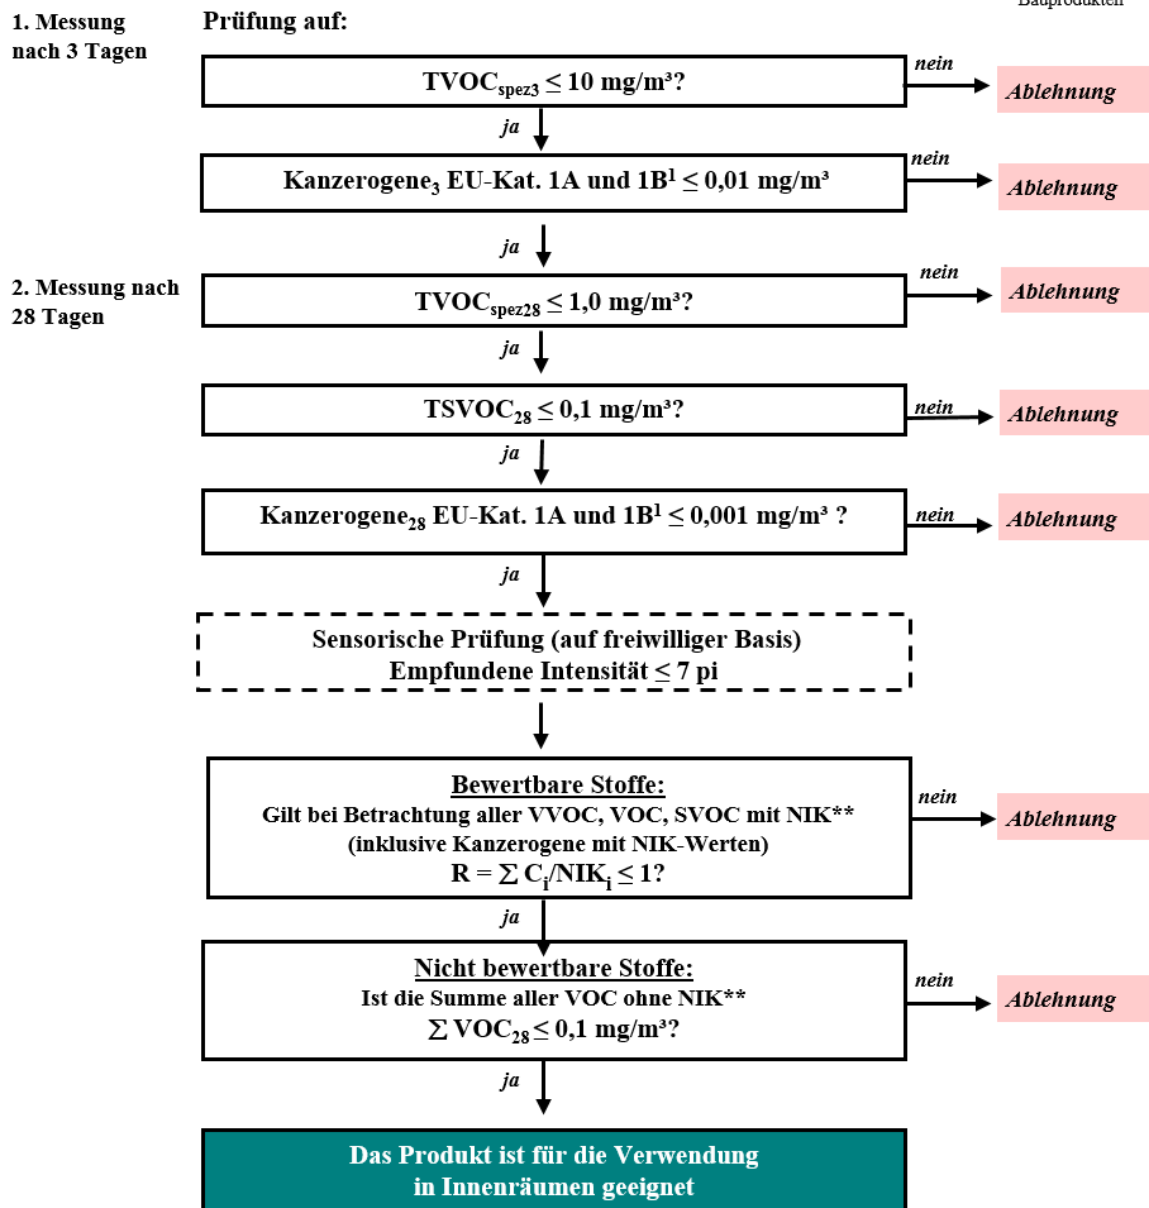 Bauprodukten
1. Messung
nach 3 Tagen
Prüfung auf:
TVOCspez3 ≤ 10 mg/m³?
nein
Ablehnung
ja
Kanzerogene3 EU-Kat. 1A und 1B¹ ≤ 0,01 mg/m³
nein
Ablehnung
ja
2. Messung nach
28 Tagen
TVOCspez28 ≤ 1,0 mg/m³?
nein
Ablehnung
ja
TSVOC28 ≤ 0,1 mg/m³?
nein
Ablehnung
ja
Kanzerogene28 EU-Kat. 1A und 1B¹ ≤ 0,001 mg/m³ ?
nein
Ablehnung
ja
Sensorische Prüfung (auf freiwilliger Basis)
Empfundene Intensität ≤ 7 pi
Bewertbare Stoffe:
Gilt bei Betrachtung aller VVOC, VOC, SVOC mit NIK**
(inklusive Kanzerogene mit NIK-Werten)
R = Σ Ci/NIKi ≤ 1?
nein
Ablehnung
ja
Nicht bewertbare Stoffe:
Ist die Summe aller VOC ohne NIK**
Σ VOC28 ≤ 0,1 mg/m³?
nein
Ablehnung
ja
Das Produkt ist für die Verwendung
in Innenräumen geeignet